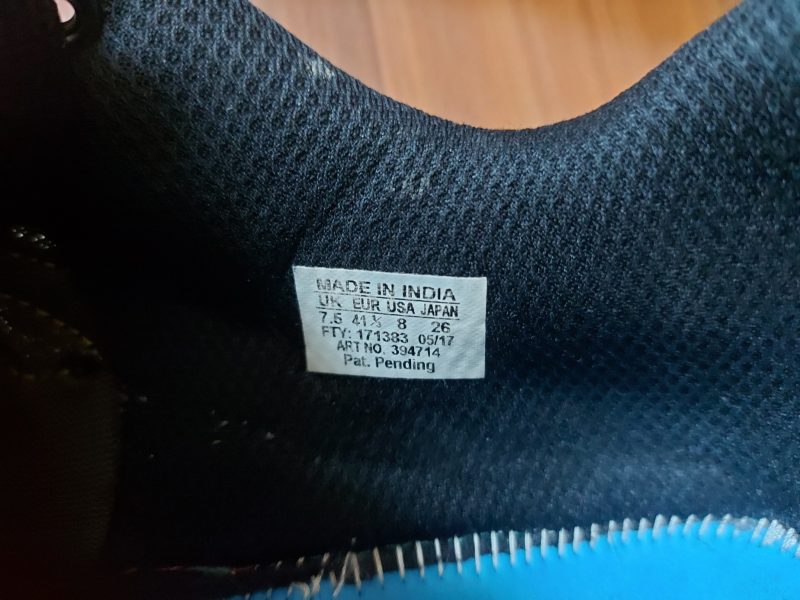 MADE IN INDIA
UK EUR USA JAPAN
7.5 41⅓ 8 26
FTY: 171383 05/17
ART NO. 394714
Pat. Pending